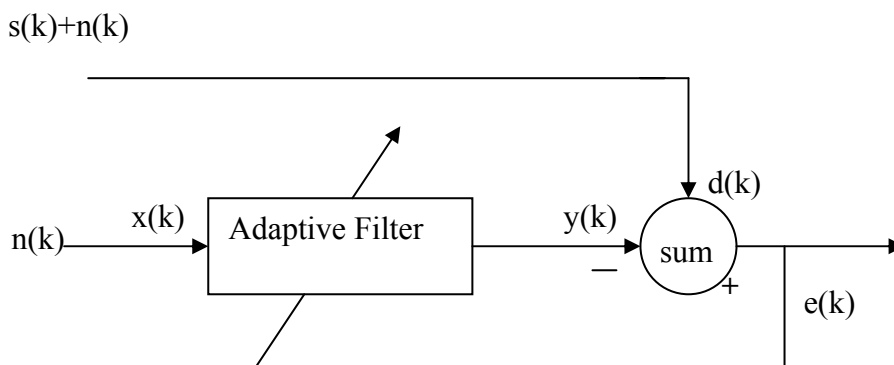 s(k)+n(k)
d(k)
x(k)
n(k)
Adaptive Filter
y(k)
sum
−
+
e(k)